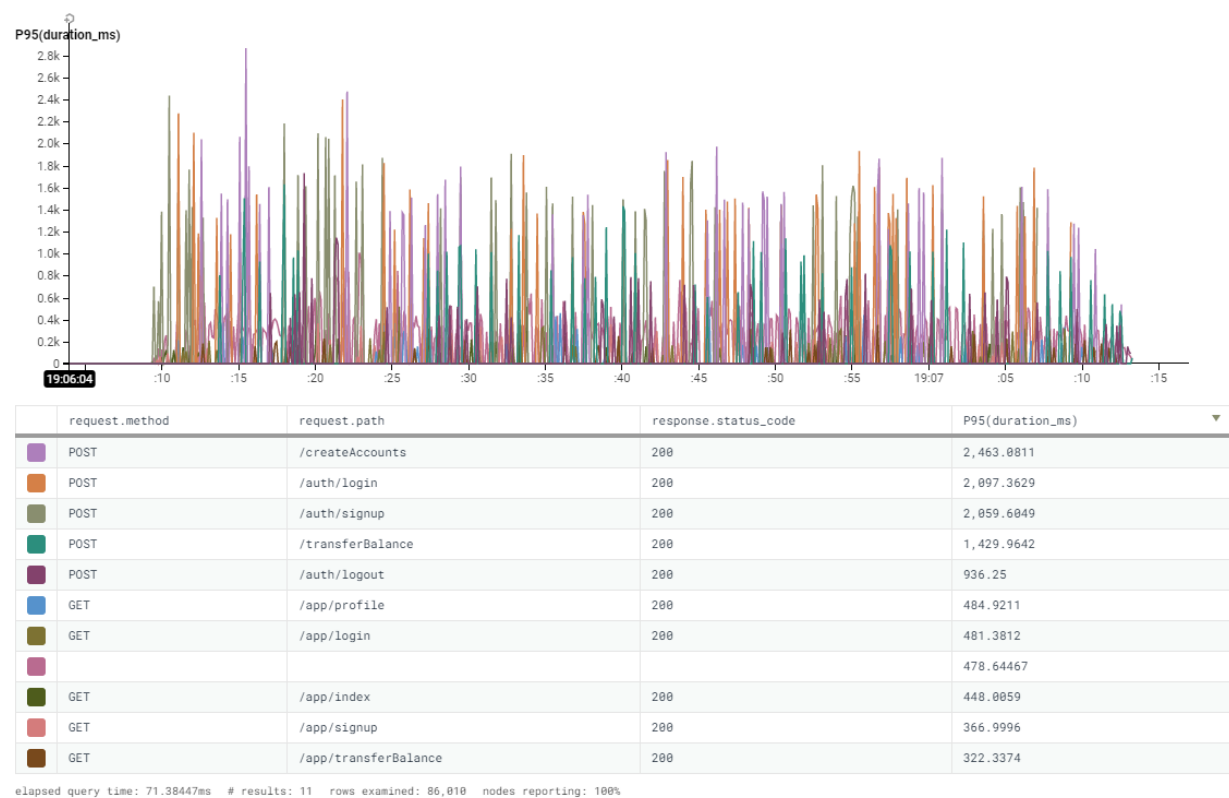 P95(duration_ms)
2.8k
2.6k
2.4k
2.2k
2.0k
1.8k
1.6k
1.4k
1.2k
1.0k
0.8k
0.6k
0.4k
0.2k
0
19:06:04 :10 :15 :20 :25 :30 :35 :40 :45 :50 :55 19:07 :05 :10 :15
request.method request.path response.status_code P95(duration_ms)
POST /createAccounts 200 2,463.0811
POST /auth/login 200 2,097.3629
POST /auth/signup 200 2,059.6049
POST /transferBalance 200 1,429.9642
POST /auth/logout 200 936.25
GET /app/profile 200 484.9211
GET /app/login 200 481.3812
478.64467
GET /app/index 200 448.0059
GET /app/signup 200 366.9996
GET /app/transferBalance 200 322.3374
elapsed query time: 71.38447ms # results: 11 rows examined: 86,010 nodes reporting: 100%